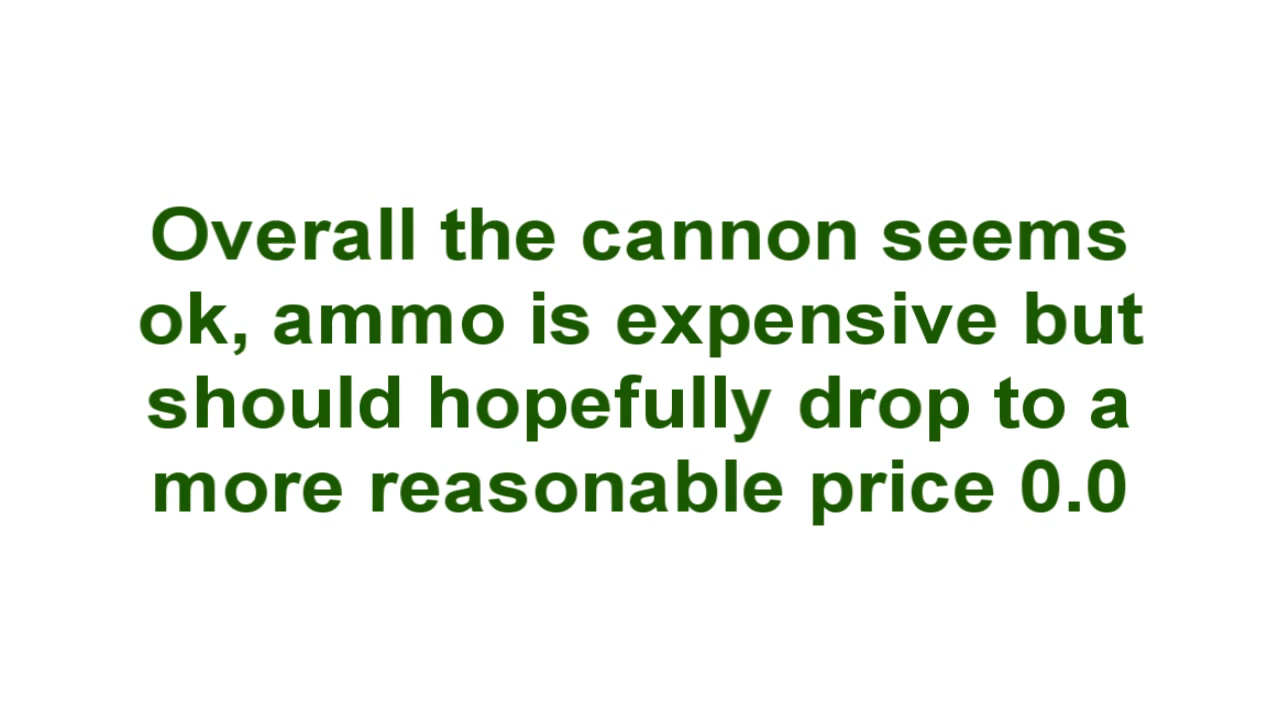 Overall the cannon seems
ok, ammo is expensive but
should hopefully drop to a
more reasonable price 0.0